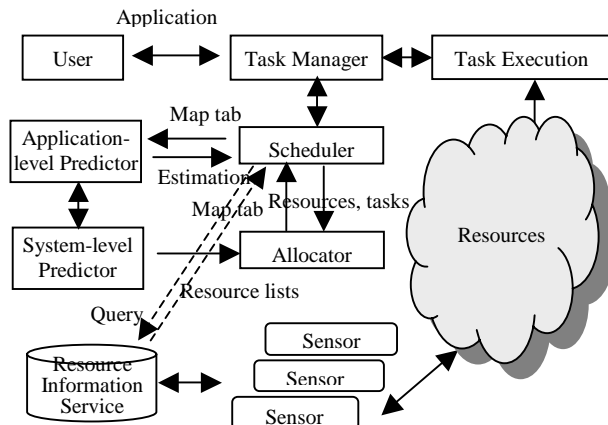 Application
User
Task Manager
Task Execution
Map tab
Application-
level Predictor
Scheduler
Estimation
Map tab
Resources, tasks
Resources
System-level
Predictor
Allocator
Resource lists
Query
Sensor
Resource
Information
Service
Sensor
Sensor